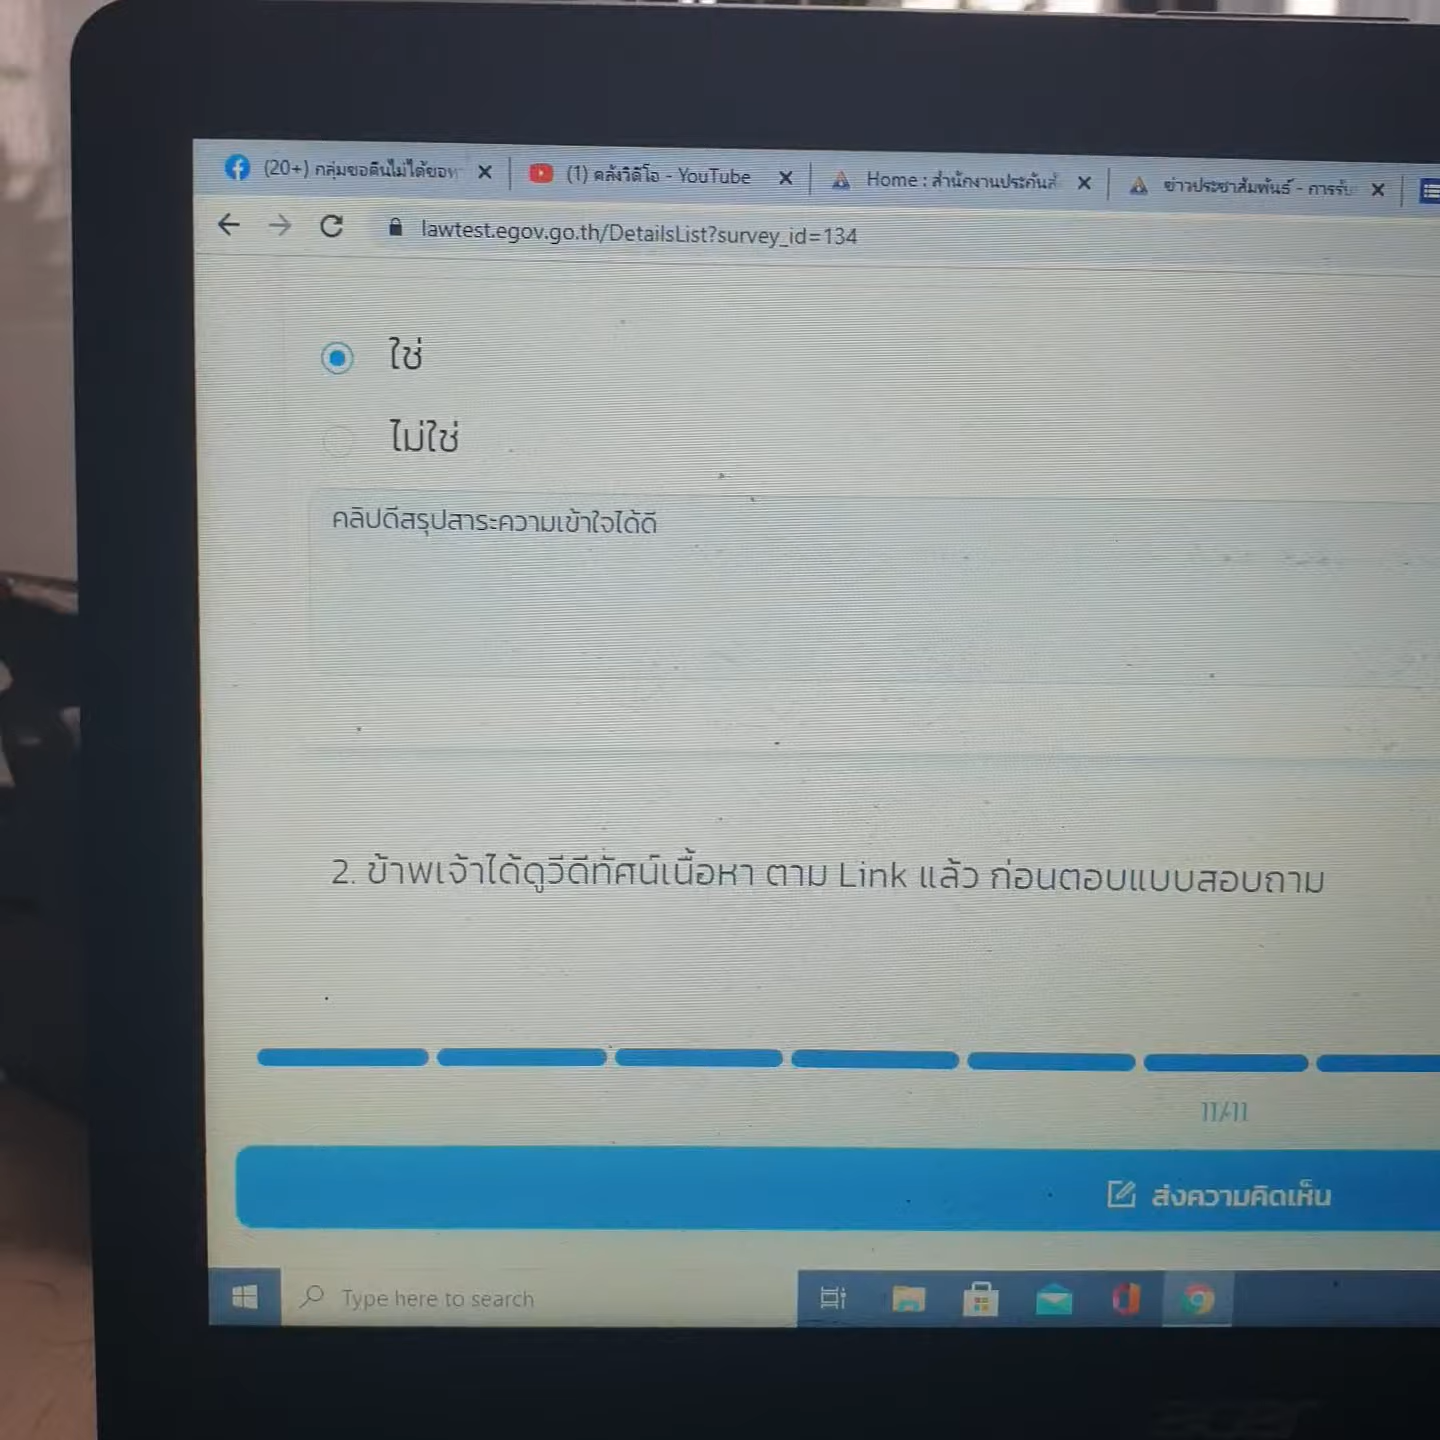 (20+) กลุ่มขอคืนไม่ได้ขอทาน
(1) คลังวิดีโอ - YouTube
Home : สำนักงานประกันสั
ข่าวประชาสัมพันธ์ - การรับ
lawtest.egov.go.th/DetailsList?survey_id=134
ใช่
ไม่ใช่
คลิปดีสรุปสาระความเข้าใจได้ดี
2. ข้าพเจ้าได้ดูวีดีทัศน์เนื้อหา ตาม Link แล้ว ก่อนตอบแบบสอบถาม
11/11
ส่งความคิดเห็น
Type here to search
acer